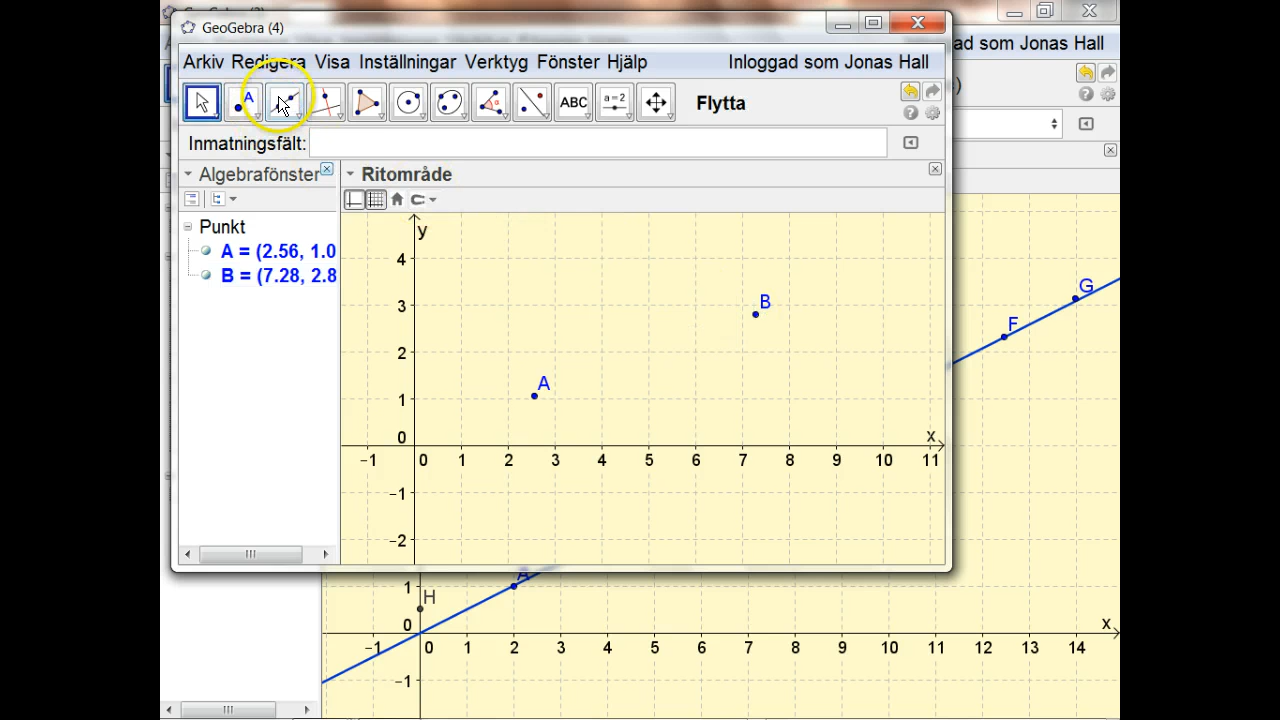 GeoGebra (4)
Arkiv Redigera Visa Inställningar Verktyg Fönster Hjälp Inloggad som Jonas Hall
ad som Jonas Hall
A ABC a=2 Flytta
Inmatningsfält:
Algebrafönster Ritområde
Punkt
A = (2.56, 1.0
B = (7.28, 2.8
y
4
3
2
1
0
−1 0 1 2 3 4 5 6 7 8 9 10 11
x
−1
−2
A
B
G
F
A
H
1
0
x
−1 0 1 2 3 4 5 6 7 8 9 10 11 12 13 14
−1